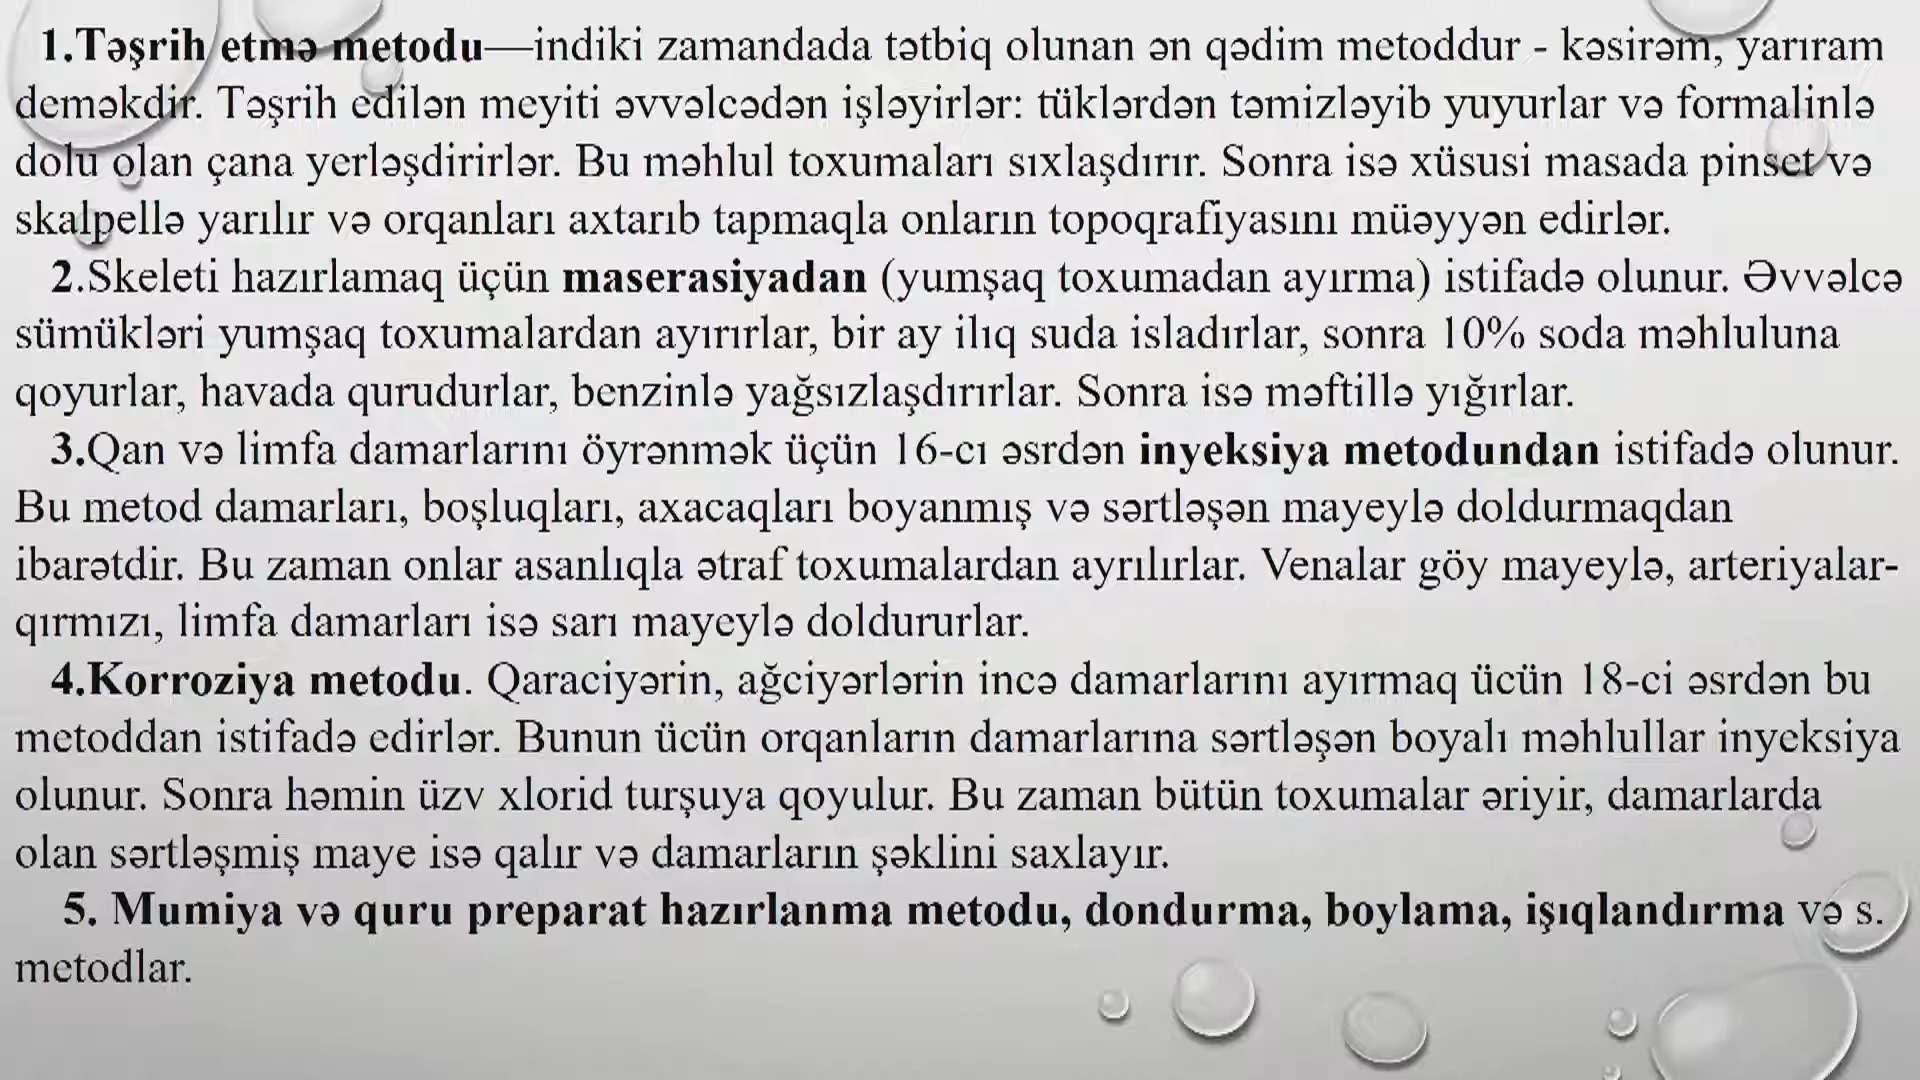 1.Təşrih etmə metodu—indiki zamandada tətbiq olunan ən qədim metoddur - kəsirəm, yarıram
deməkdir. Təşrih edilən meyiti əvvəlcədən işləyirlər: tüklərdən təmizləyib yuyurlar və formalinlə
dolu olan çana yerləşdirirlər. Bu məhlul toxumaları sıxlaşdırır. Sonra isə xüsusi masada pinset və
skalpellə yarılır və orqanları axtarıb tapmaqla onların topoqrafiyasını müəyyən edirlər.
2.Skeleti hazırlamaq üçün maserasiyadan (yumşaq toxumadan ayırma) istifadə olunur. Əvvəlcə
sümükləri yumşaq toxumalardan ayırırlar, bir ay ilıq suda isladırlar, sonra 10% soda məhluluna
qoyurlar, havada qurudurlar, benzinlə yağsızlaşdırırlar. Sonra isə məftillə yığırlar.
3.Qan və limfa damarlarını öyrənmək üçün 16-cı əsrdən inyeksiya metodundan istifadə olunur.
Bu metod damarları, boşluqları, axacaqları boyanmış və sərtləşən mayeylə doldurmaqdan
ibarətdir. Bu zaman onlar asanlıqla ətraf toxumalardan ayrılırlar. Venalar göy mayeylə, arteriyalar-
qırmızı, limfa damarları isə sarı mayeylə doldururlar.
4.Korroziya metodu. Qaraciyərin, ağciyərlərin incə damarlarını ayırmaq ücün 18-ci əsrdən bu
metoddan istifadə edirlər. Bunun ücün orqanların damarlarına sərtləşən boyalı məhlullar inyeksiya
olunur. Sonra həmin üzv xlorid turşuya qoyulur. Bu zaman bütün toxumalar əriyir, damarlarda
olan sərtləşmiş maye isə qalır və damarların şəklini saxlayır.
5. Mumiya və quru preparat hazırlanma metodu, dondurma, boylama, işıqlandırma və s.
metodlar.